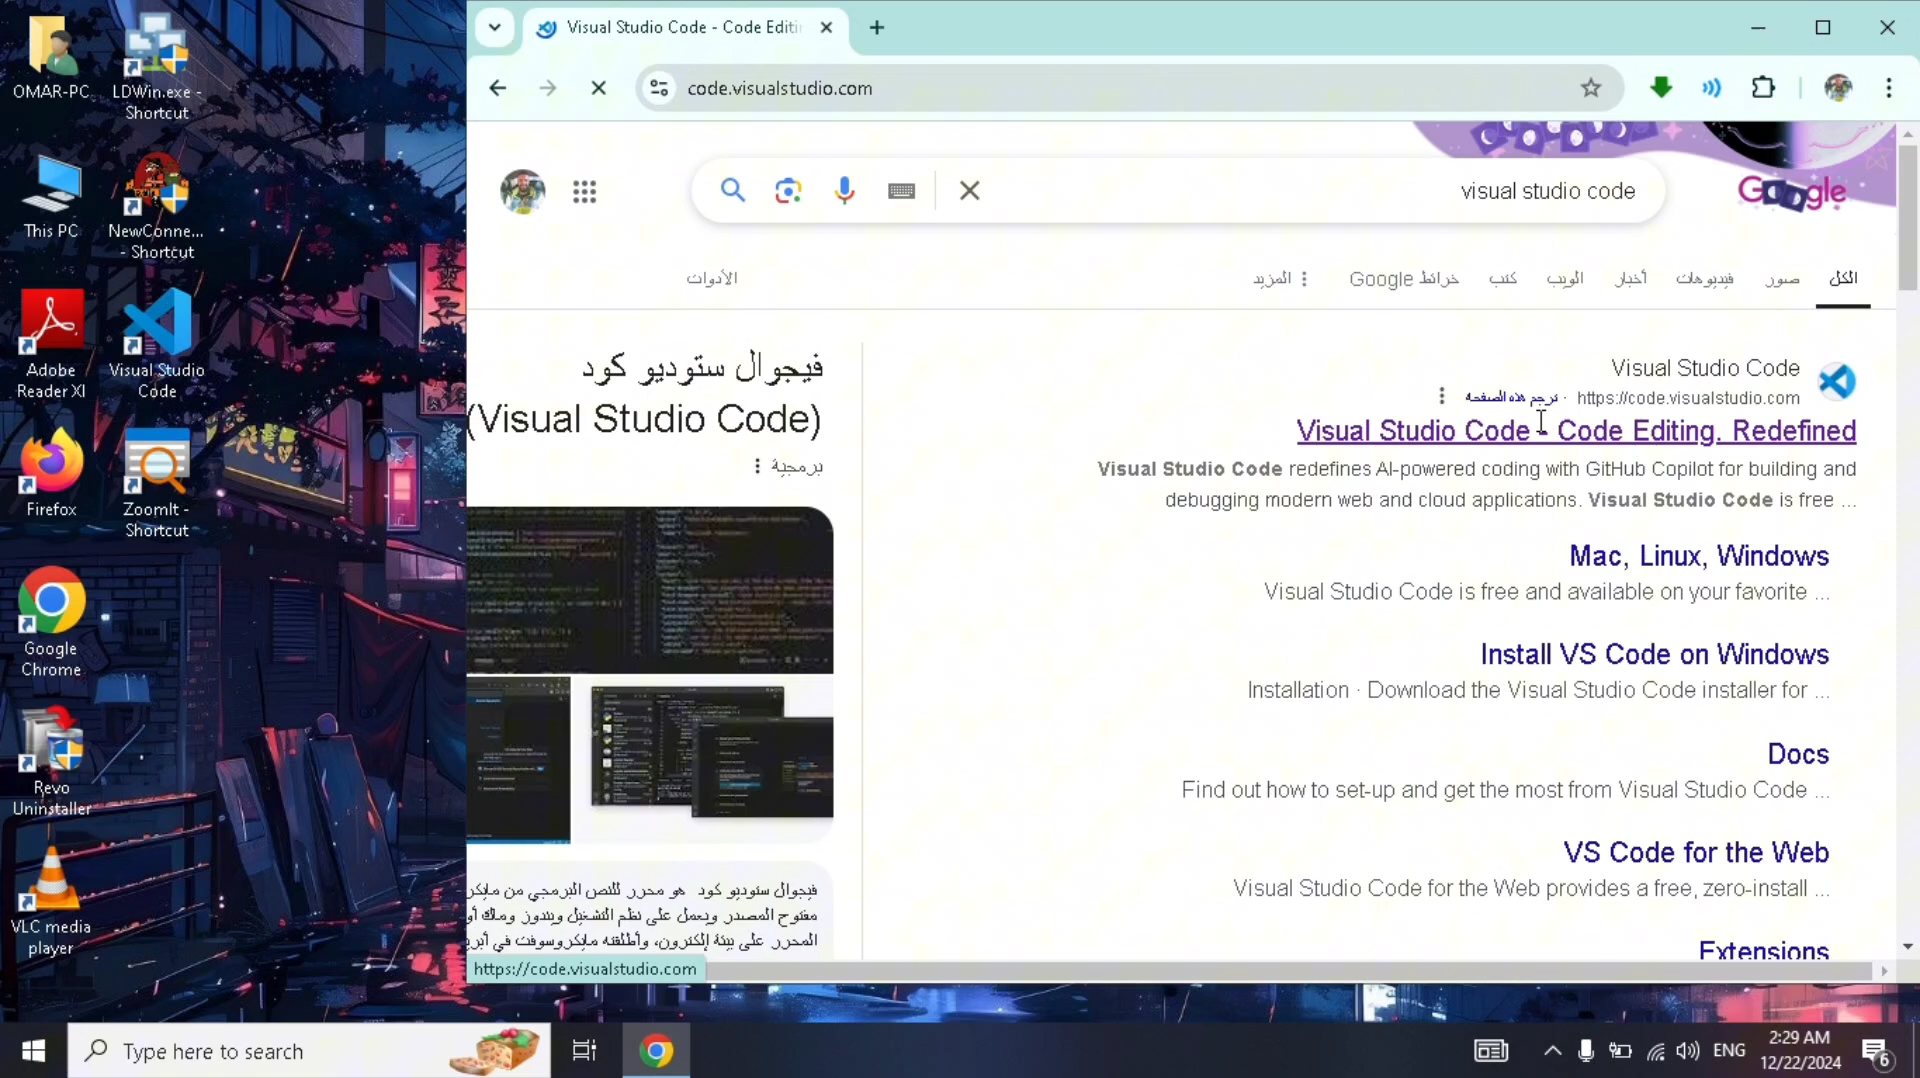 OMAR-PC
LDWin.exe -
Shortcut
This PC
NewConne...
- Shortcut
Adobe
Reader XI
Visual Studio
Code
Firefox
ZoomIt -
Shortcut
Google
Chrome
Revo
Uninstaller
VLC media
player
Visual Studio Code - Code Editi
code.visualstudio.com
visual studio code
Google
الكل
صور
فيديوهات
أخبار
الويب
كتب
خرائط Google
المزيد
الأدوات
Visual Studio Code
https://code.visualstudio.com · ترجم هذه الصفحة
Visual Studio Code - Code Editing. Redefined
Visual Studio Code redefines AI-powered coding with GitHub Copilot for building and
debugging modern web and cloud applications. Visual Studio Code is free ...
Mac, Linux, Windows
Visual Studio Code is free and available on your favorite ...
Install VS Code on Windows
Installation · Download the Visual Studio Code installer for ...
Docs
Find out how to set-up and get the most from Visual Studio Code ...
VS Code for the Web
Visual Studio Code for the Web provides a free, zero-install ...
Extensions
فيجوال ستوديو كود
(Visual Studio Code)
برمجية
فيجوال ستوديو كود هو محرر للنص البرمجي من مايكر
مفتوح المصدر ويعمل على نظم التشغيل ويندوز وماك أو
المحرر على بيئة إلكترون، وأطلقته مايكروسوفت في أبري
https://code.visualstudio.com
Type here to search
ENG
2:29 AM
12/22/2024
6